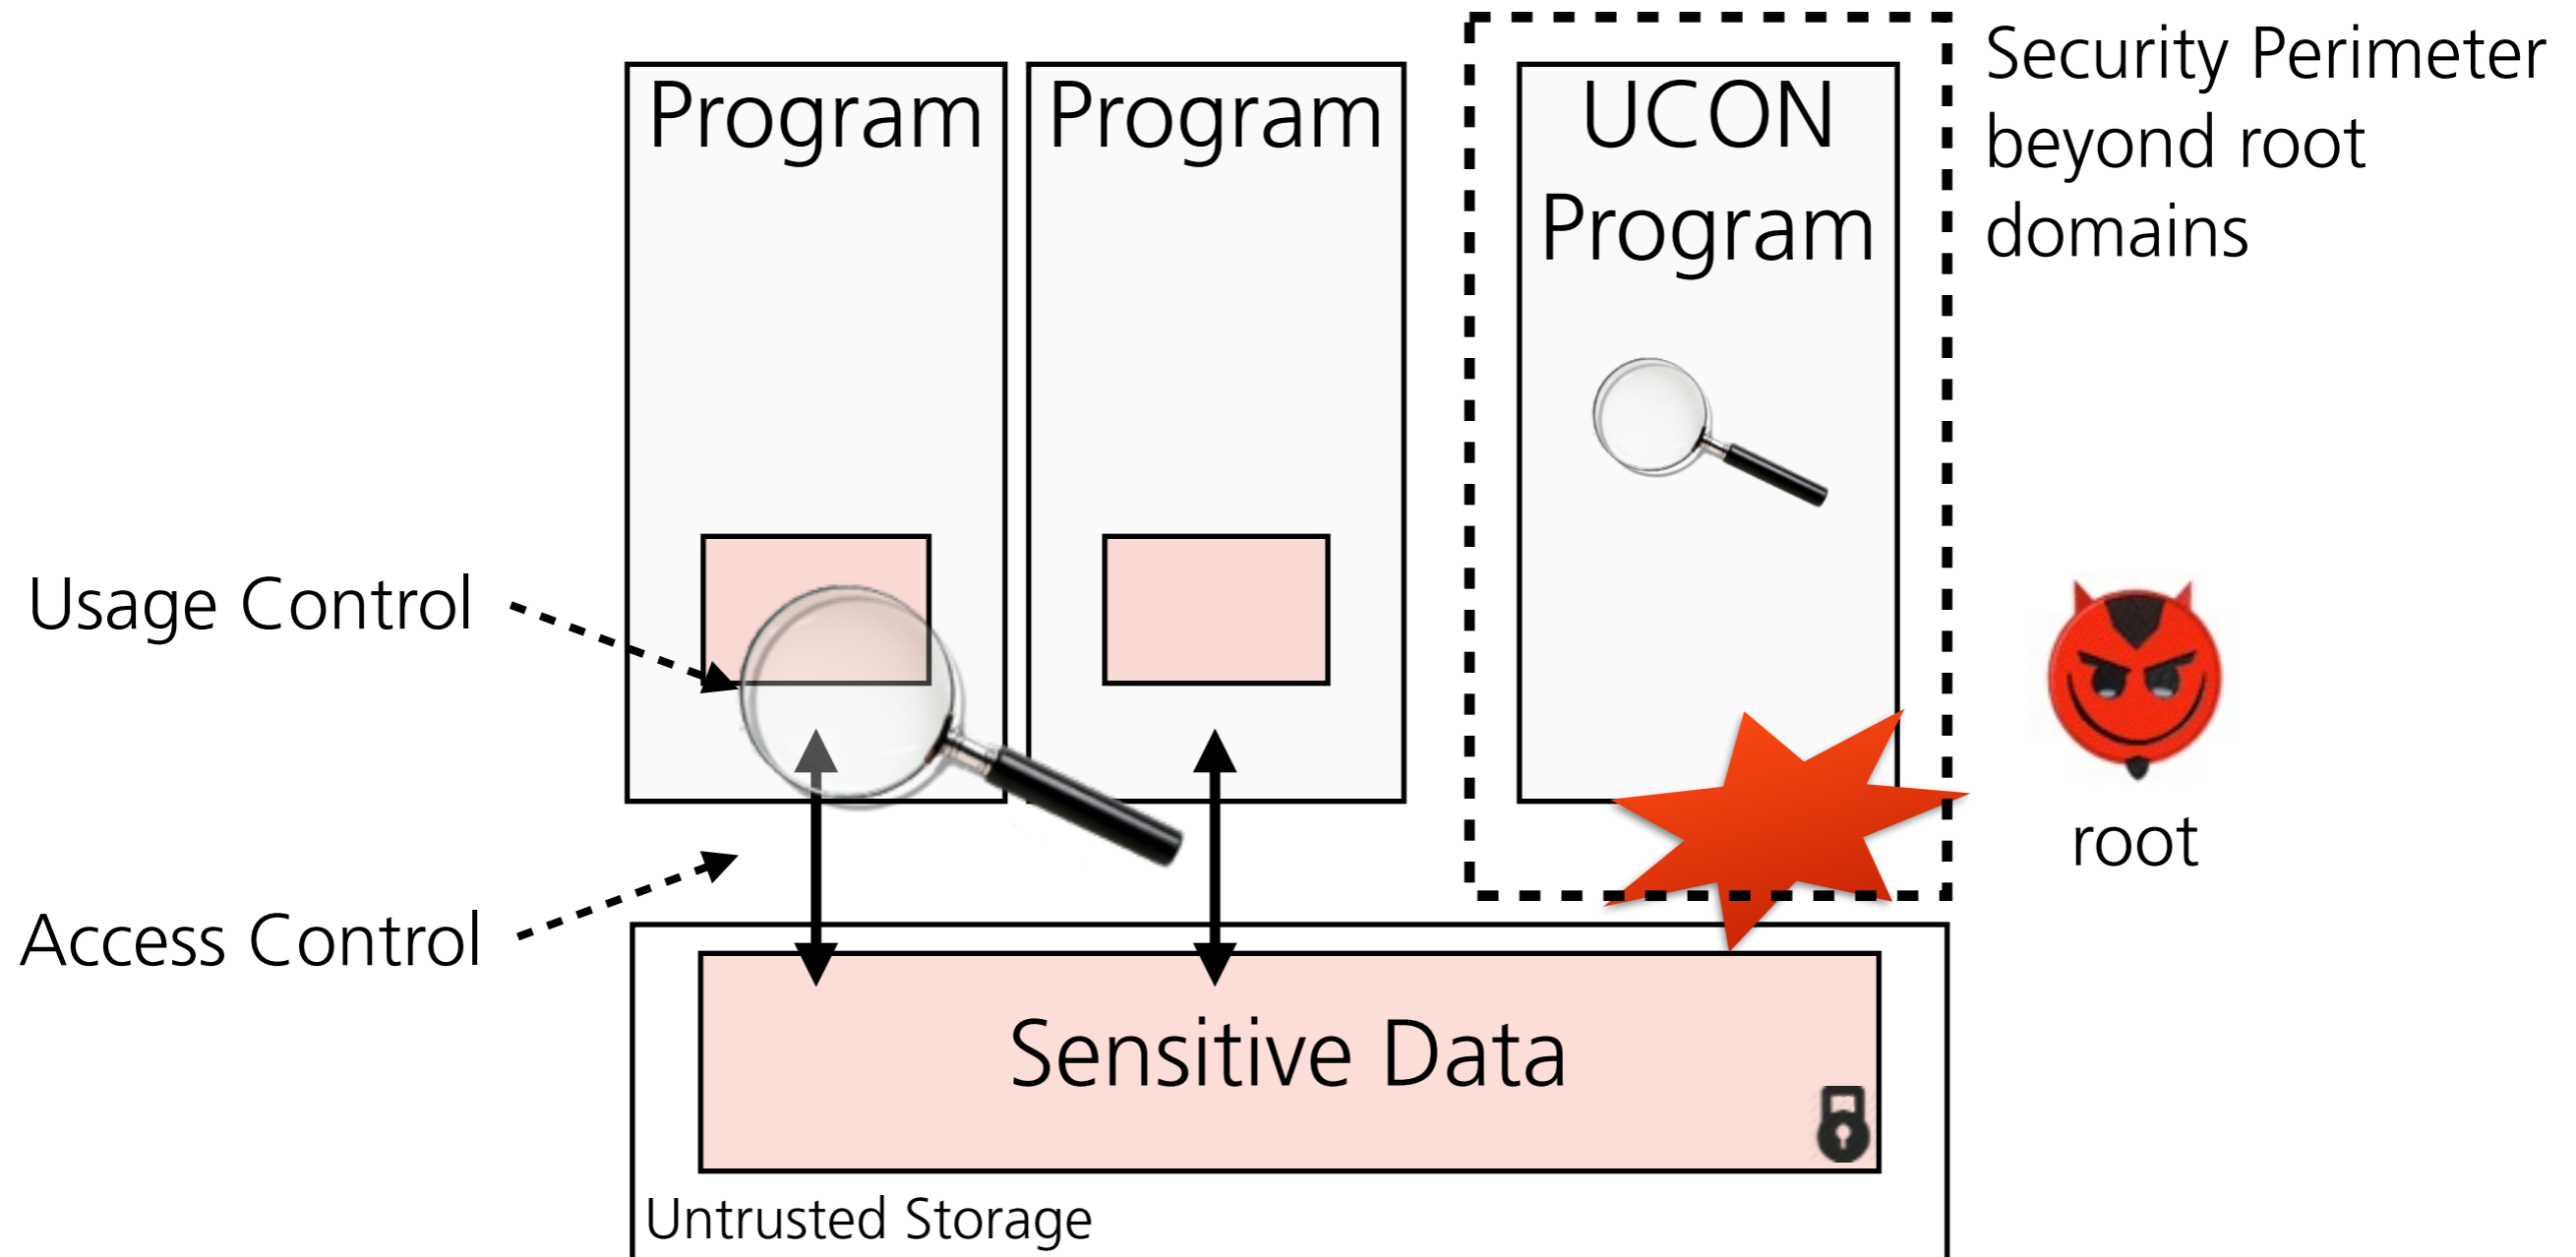 Program
Program
UCON
Program
Security Perimeter
beyond root
domains
Usage Control
root
Access Control
Sensitive Data
Untrusted Storage